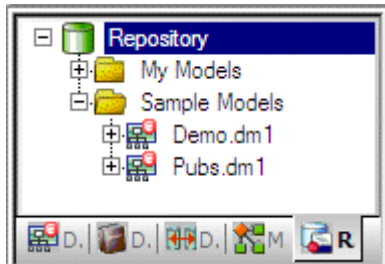 Repository
My Models
Sample Models
Demo.dm1
Pubs.dm1
D. D. D. M R